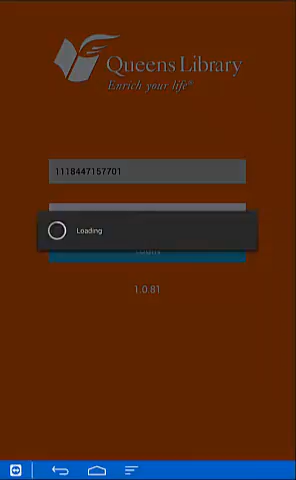 Queens Library
Enrich your life®
1118447157701
Loading
1.0.81